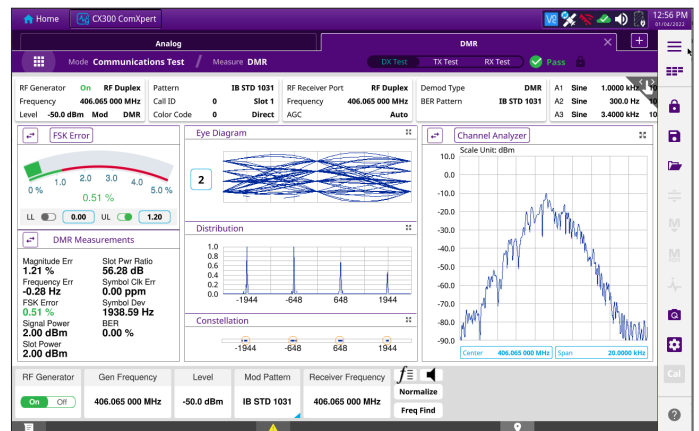 Home CX300 ComXpert 12:56 PM
01/04/2022
Analog DMR
Mode Communications Test / Measure DMR DX Test TX Test RX Test Pass
RF Generator On RF Duplex
Frequency 406.065 000 MHz
Level -50.0 dBm Mod DMR
Pattern IB STD 1031
Call ID 0 Slot 1
Color Code 0 Direct
RF Receiver Port RF Duplex
Frequency 406.065 000 MHz
AGC Auto
Demod Type DMR
BER Pattern IB STD 1031
A1 Sine 1.0000 kHz 10
A2 Sine 300.0 Hz 10
A3 Sine 3.4000 kHz 10
FSK Error
0 % 1.0 2.0 3.0 4.0 5.0 %
0.51 %
LL 0.00 UL 1.20
DMR Measurements
Magnitude Err
1.21 %
Frequency Err
-0.28 Hz
FSK Error
0.51 %
Signal Power
2.00 dBm
Slot Power
2.00 dBm
Slot Pwr Ratio
56.28 dB
Symbol Clk Err
0.00 ppm
Symbol Dev
1938.59 Hz
BER
0.00 %
Eye Diagram
2
Distribution
1.0
0.8
0.6
0.4
0.2
0.0
-1944 -648 648 1944
Constellation
-1944 -648 648 1944
Channel Analyzer
Scale Unit: dBm
10.0
0.0
-10.0
-20.0
-30.0
-40.0
-50.0
-60.0
-70.0
-80.0
-90.0
Center 406.065 000 MHz Span 20.0000 kHz
RF Generator Gen Frequency Level Mod Pattern Receiver Frequency
On Off 406.065 000 MHz -50.0 dBm IB STD 1031 406.065 000 MHz
Normalize
Freq Find
M
M
Cal
?